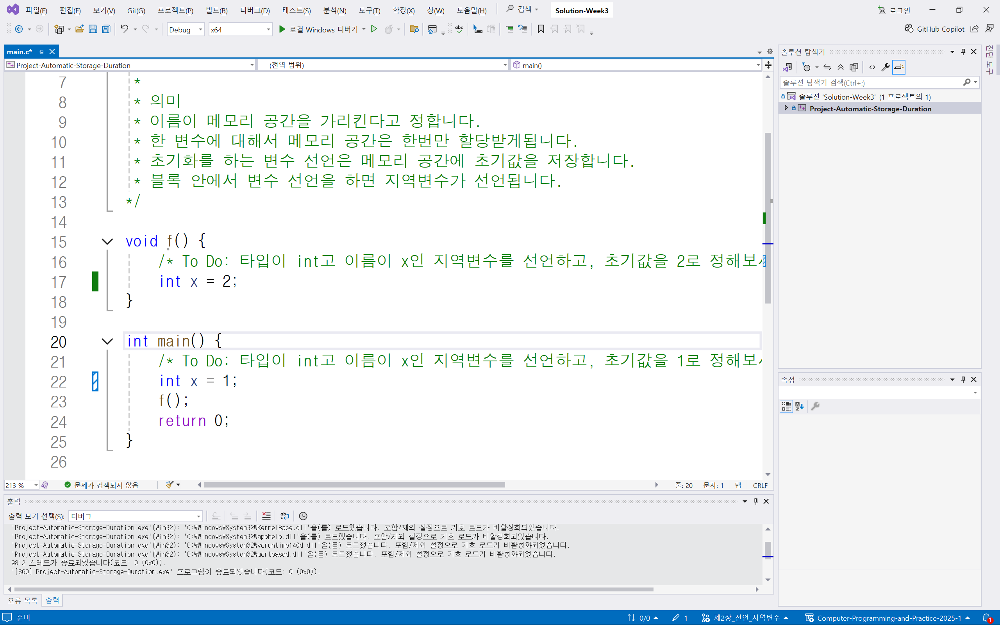 파일(F) 편집(E) 보기(V) Git(G) 프로젝트(P) 빌드(B) 디버그(D) 테스트(S) 분석(N) 도구(T) 확장(X) 창(W) 도움말(H) 검색 Solution-Week3 로그인
Debug x64 로컬 Windows 디버거 abc GitHub Copilot
main.c*
Project-Automatic-Storage-Duration (전역 범위) main()
7 *
8 * 의미
9 * 이름이 메모리 공간을 가리킨다고 정합니다.
10 * 한 변수에 대해서 메모리 공간은 한번만 할당받게됩니다.
11 * 초기화를 하는 변수 선언은 메모리 공간에 초기값을 저장합니다.
12 * 블록 안에서 변수 선언을 하면 지역변수가 선언됩니다.
13 */
14
15 void f() {
16 /* To Do: 타입이 int고 이름이 x인 지역변수를 선언하고, 초기값을 2로 정해보
17 int x = 2;
18 }
19
20 int main() {
21 /* To Do: 타입이 int고 이름이 x인 지역변수를 선언하고, 초기값을 1로 정해보
22 int x = 1;
23 f();
24 return 0;
25 }
26
213 % 문제가 검색되지 않음 줄: 20 문자: 1 탭 CRLF
출력
출력 보기 선택(S): 디버그
'Project-Automatic-Storage-Duration.exe'(Win32): 'C:₩Windows₩System32₩KernelBase.dll'을(를) 로드했습니다. 포함/제외 설정으로 기호 로드가 비활성화되었습니다.
'Project-Automatic-Storage-Duration.exe'(Win32): 'C:₩Windows₩System32₩apphelp.dll'을(를) 로드했습니다. 포함/제외 설정으로 기호 로드가 비활성화되었습니다.
'Project-Automatic-Storage-Duration.exe'(Win32): 'C:₩Windows₩System32₩vcruntime140d.dll'을(를) 로드했습니다. 포함/제외 설정으로 기호 로드가 비활성화되었습니다.
'Project-Automatic-Storage-Duration.exe'(Win32): 'C:₩Windows₩System32₩ucrtbased.dll'을(를) 로드했습니다. 포함/제외 설정으로 기호 로드가 비활성화되었습니다.
9812 스레드가 종료되었습니다(코드: 0 (0x0)).
'[860] Project-Automatic-Storage-Duration.exe' 프로그램이 종료되었습니다(코드: 0 (0x0)).
오류 목록 출력
솔루션 탐색기
솔루션 탐색기 검색(Ctrl+;)
솔루션 'Solution-Week3' (1 프로젝트의 1)
Project-Automatic-Storage-Duration
속성
진단 도구
준비 0/0 1 제2장_선언_지역변수 Computer-Programming-and-Practice-2025-1 1